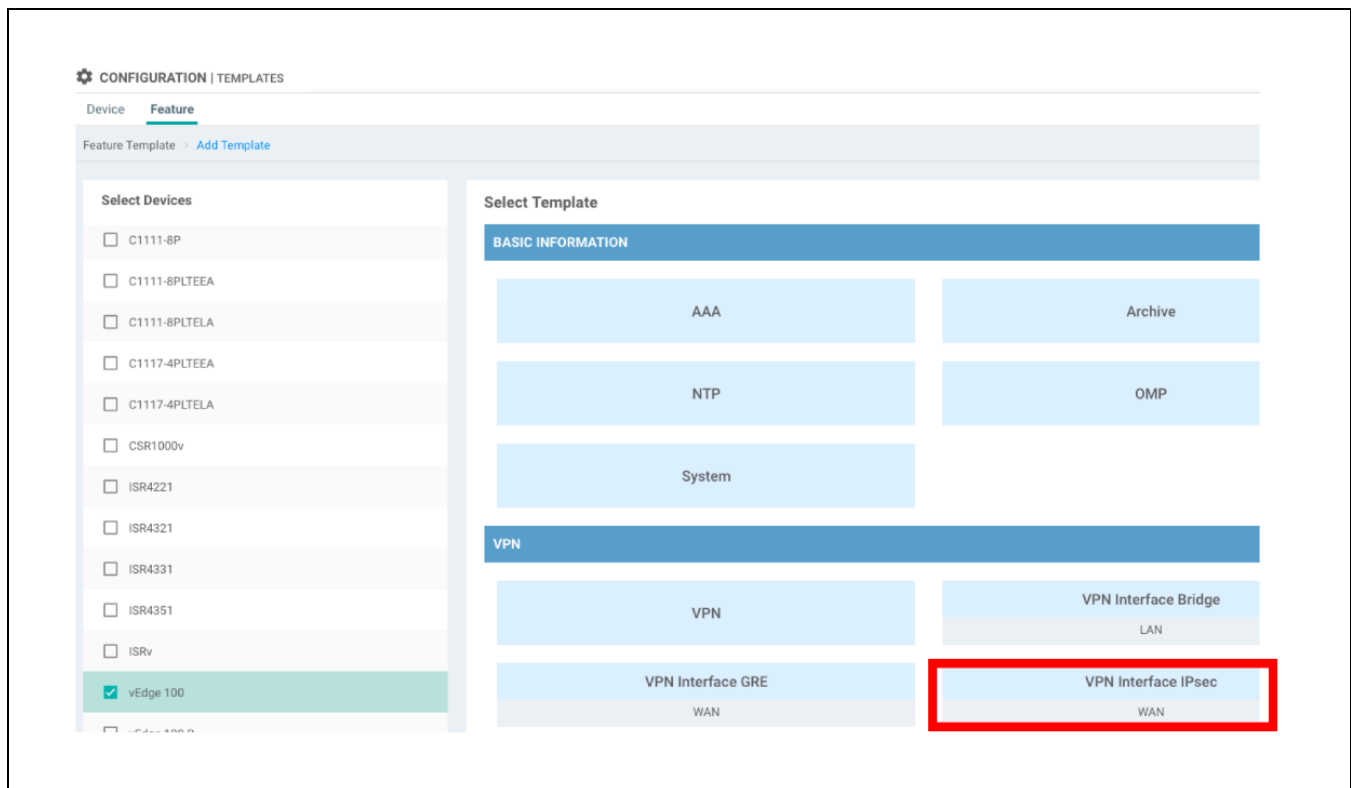 CONFIGURATION | TEMPLATES
Device Feature
Feature Template > Add Template
Select Devices
C1111-8P
C1111-8PLTEEA
C1111-8PLTELA
C1117-4PLTEEA
C1117-4PLTELA
CSR1000v
ISR4221
ISR4321
ISR4331
ISR4351
ISRv
vEdge 100
Select Template
BASIC INFORMATION
AAA
Archive
NTP
OMP
System
VPN
VPN
VPN Interface Bridge
LAN
VPN Interface GRE
WAN
VPN Interface IPsec
WAN